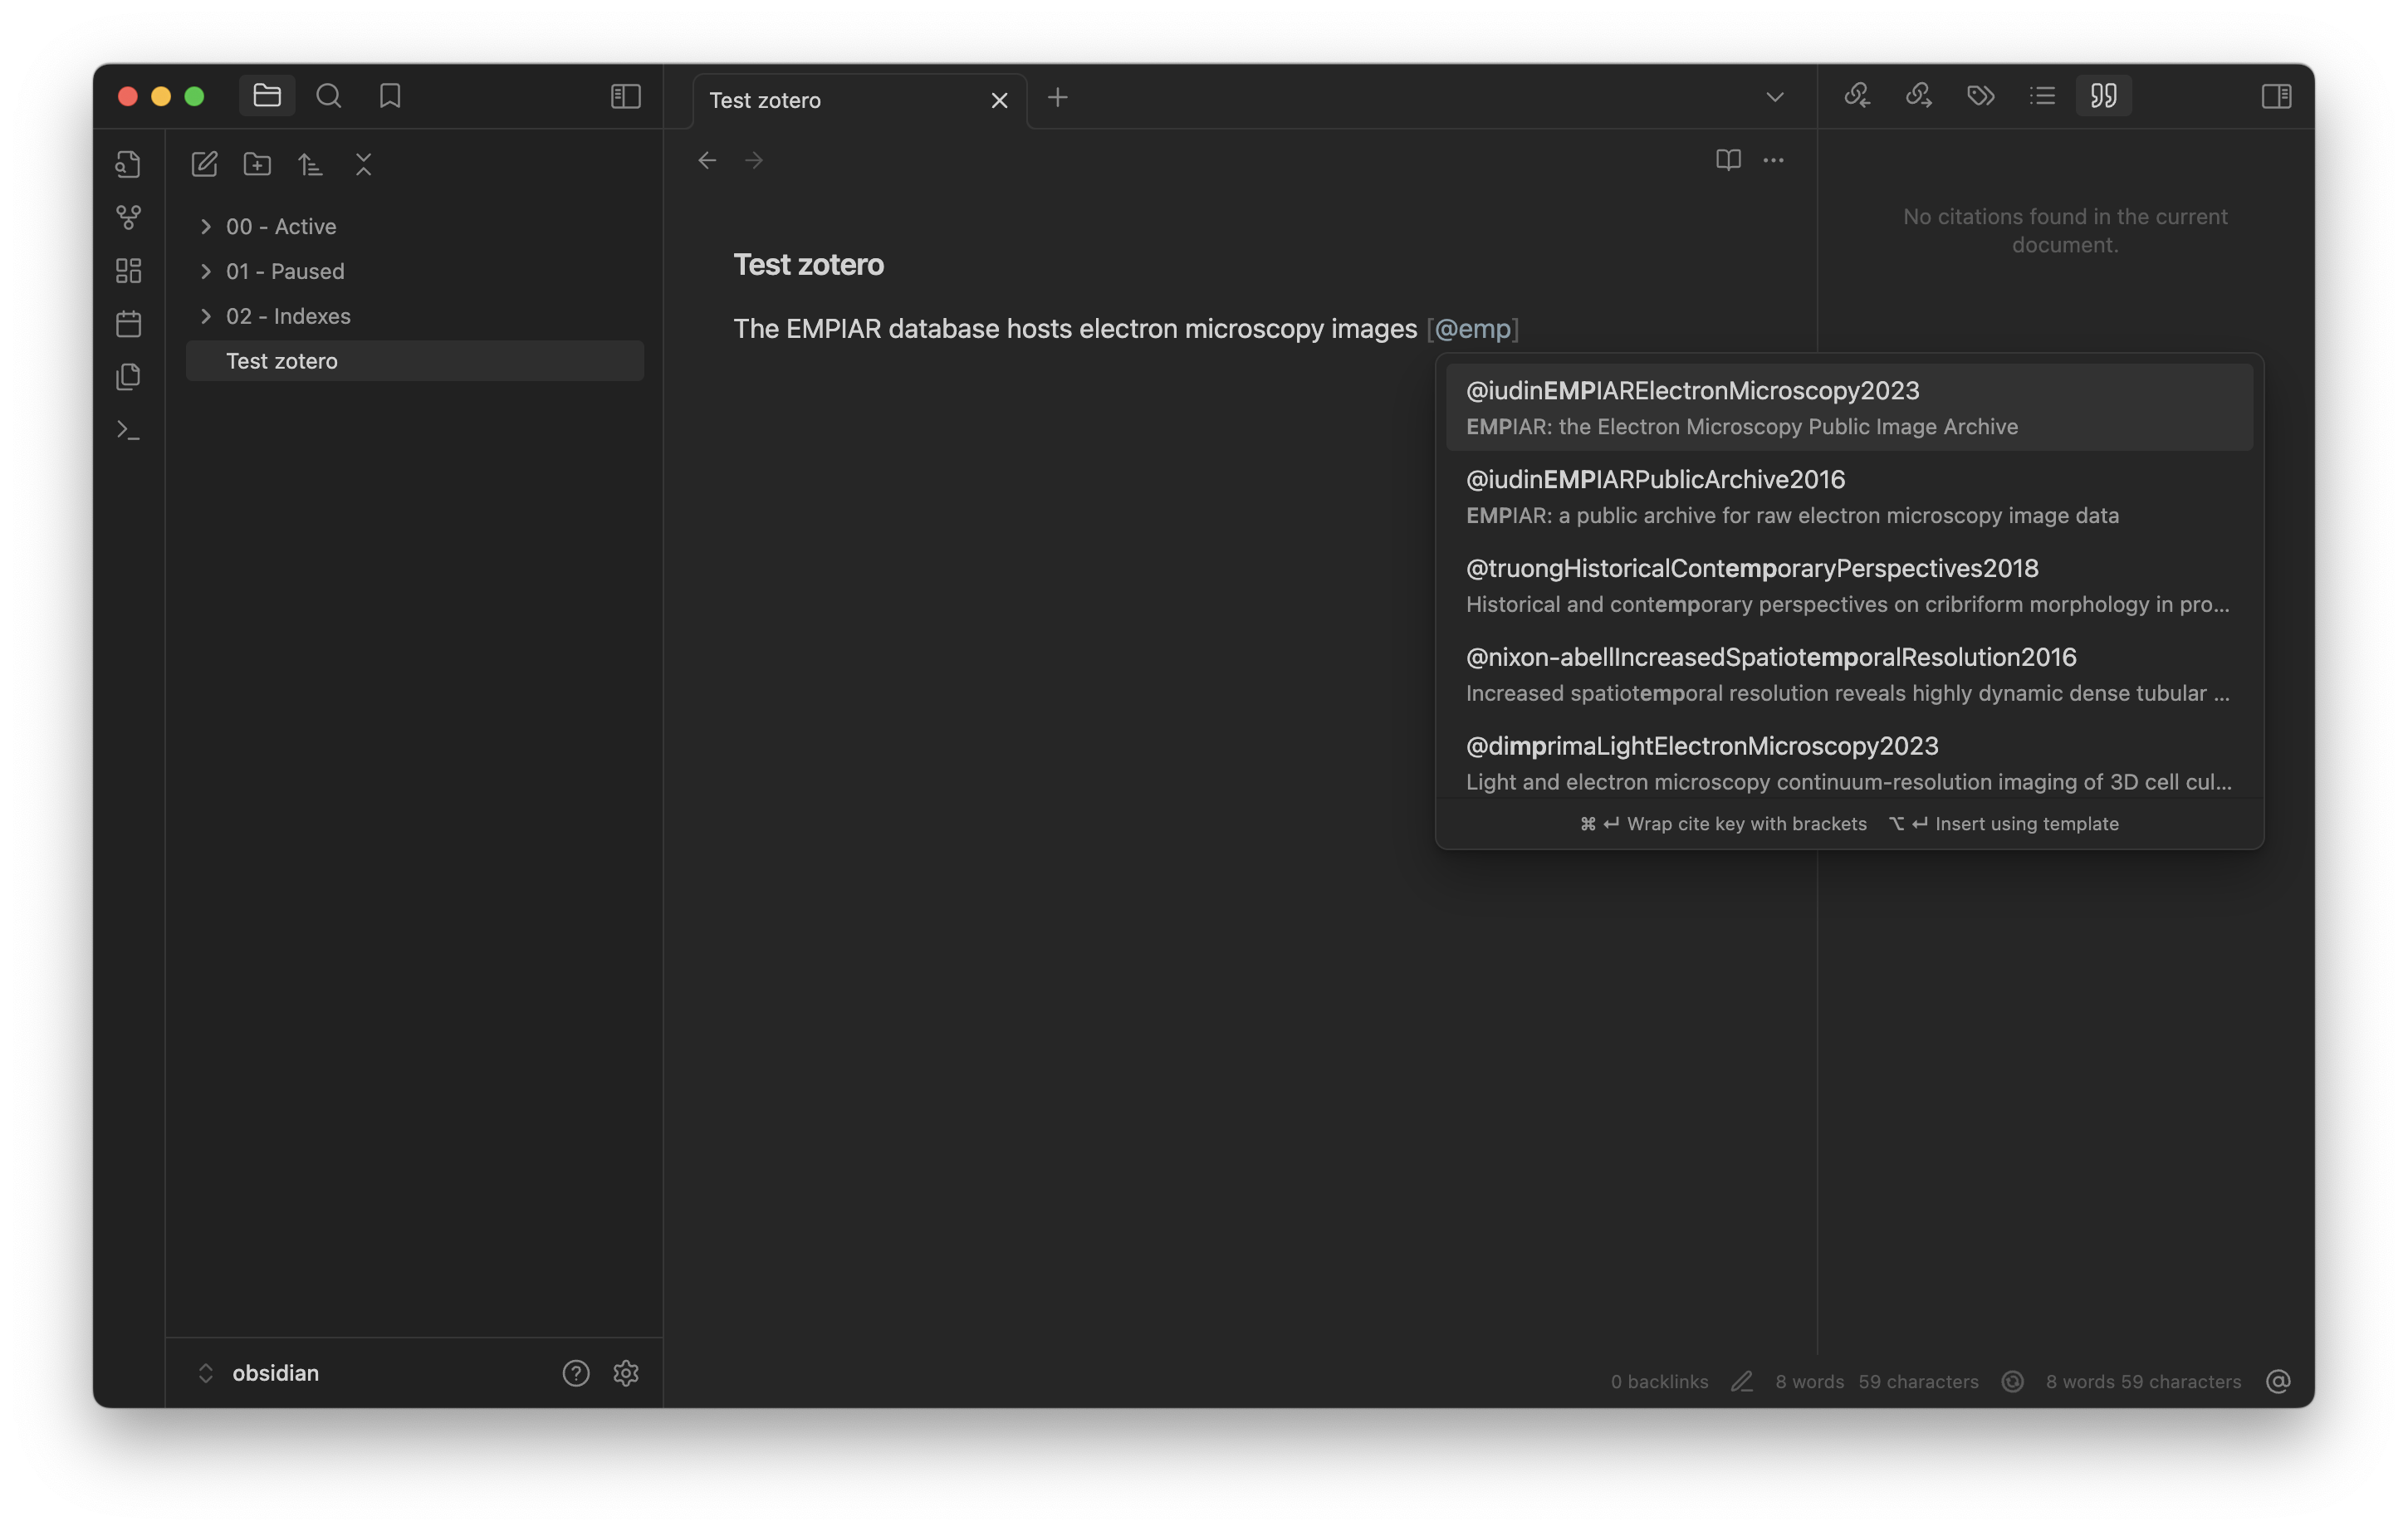 Test zotero
00 - Active
01 - Paused
02 - Indexes
Test zotero
obsidian
Test zotero
The EMPIAR database hosts electron microscopy images [@emp]
@iudinEMPIARElectronMicroscopy2023
EMPIAR: the Electron Microscopy Public Image Archive
@iudinEMPIARPublicArchive2016
EMPIAR: a public archive for raw electron microscopy image data
@truongHistoricalContemporaryPerspectives2018
Historical and contemporary perspectives on cribriform morphology in pro...
@nixon-abellIncreasedSpatiotemporalResolution2016
Increased spatiotemporal resolution reveals highly dynamic dense tubular ...
@dimprimaLightElectronMicroscopy2023
Light and electron microscopy continuum-resolution imaging of 3D cell cul...
⌘ ↵ Wrap cite key with brackets ⌥ ↵ Insert using template
No citations found in the current
document.
0 backlinks 8 words 59 characters 8 words 59 characters @